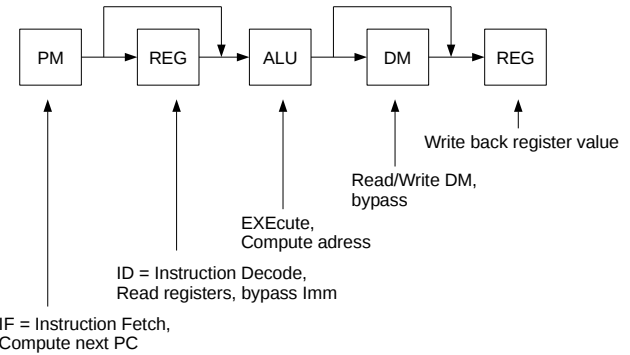 PM
REG
ALU
DM
REG
Write back register value
Read/Write DM,
bypass
EXEcute,
Compute adress
ID = Instruction Decode,
Read registers, bypass Imm
IF = Instruction Fetch,
Compute next PC